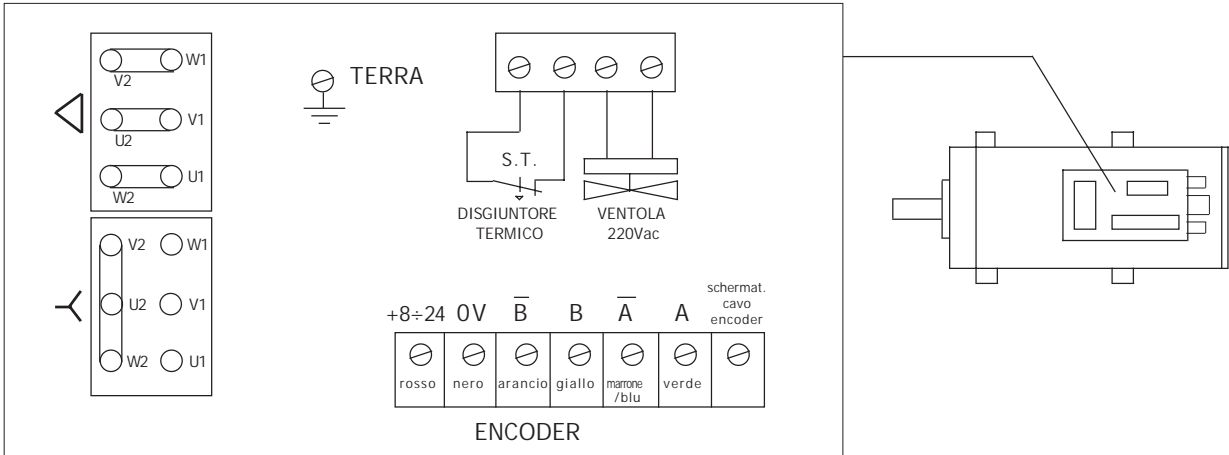 W1
V2
V1
U2
U1
W2
V2 W1
U2 V1
W2 U1
TERRA
S.T.
DISGIUNTORE
TERMICO
VENTOLA
220Vac
schermat.
cavo
encoder
+8÷24 0V B̅ B A̅ A
rosso nero arancio giallo marrone
/blu verde
ENCODER